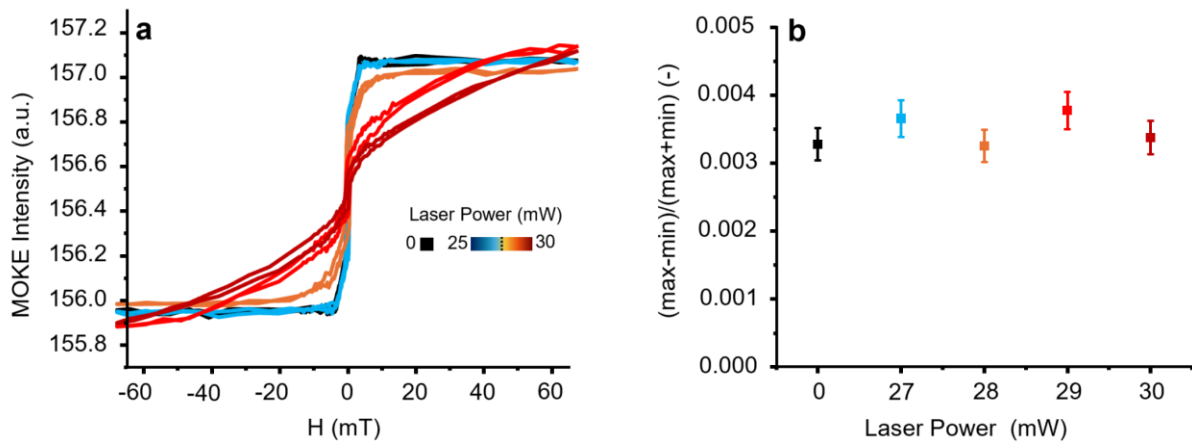 a
157.2
157.0
156.8
156.6
156.4
156.2
156.0
155.8
MOKE Intensity (a.u.)
-60 -40 -20 0 20 40 60
H (mT)
Laser Power (mW)
0 25 30
b
0.005
0.004
0.003
0.002
0.001
0.000
(max-min)/(max+min) (-)
0 27 28 29 30
Laser Power (mW)